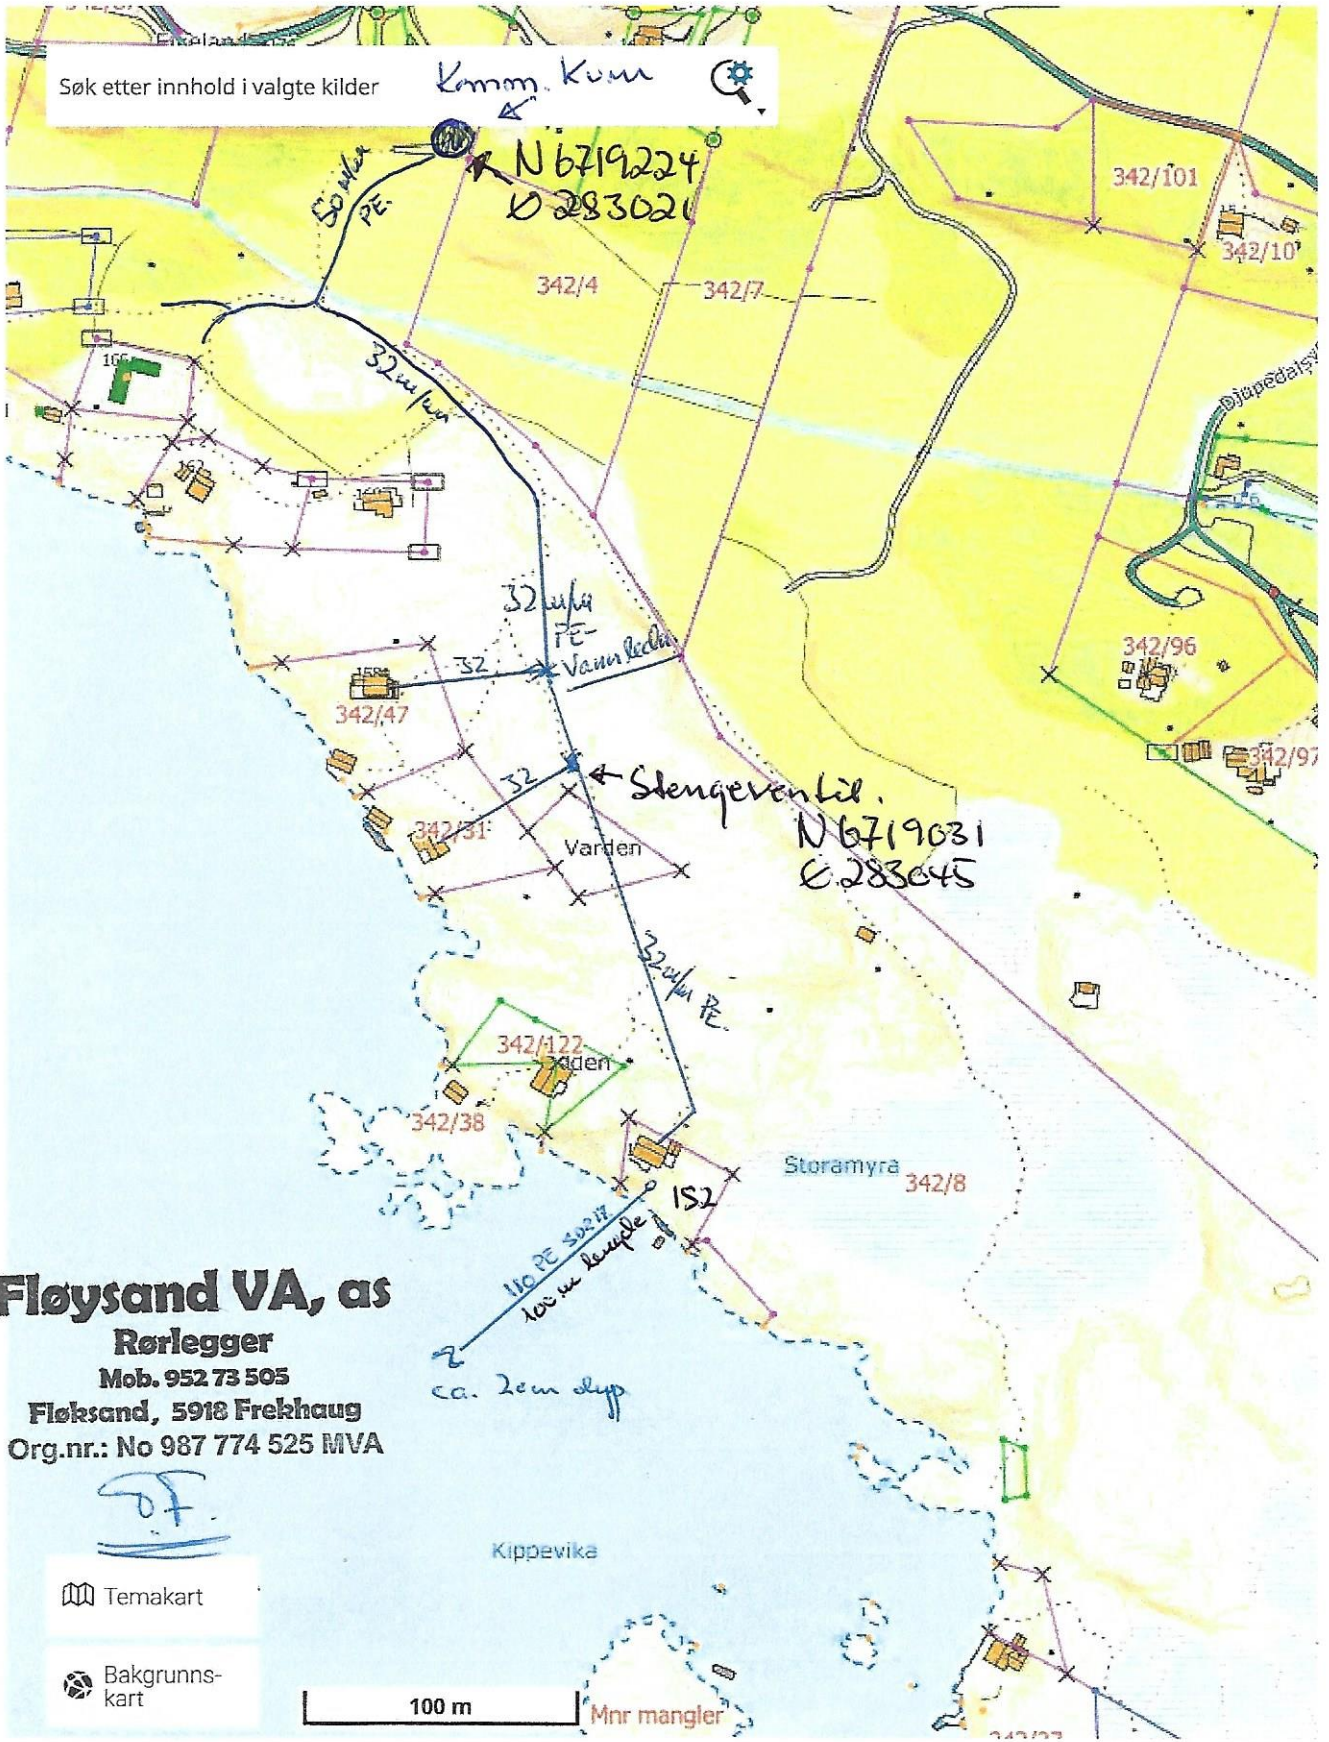 Søk etter innhold i valgte kilder
Komm. Kum
N 6719224
Ø 283021
50
PE.
342/101
342/10
342/4
342/7
32 m/m
Djupedalsv
32 m/m
PE-
Vannledn
32
342/47
342/96
342/97
32
Stengeventil.
N 6719031
Ø 283045
342/31
Varden
32 m/m PE.
342/122
342/38
Storamyra
342/8
152
110 PE
100 m lengde
ca. 2em dyp
Fløysand VA, as
Rørlegger
Mob. 952 73 505
Fløksand, 5918 Frekhaug
Org.nr.: No 987 774 525 MVA
Kippevika
Temakart
Bakgrunns-
kart
100 m
Mnr mangler